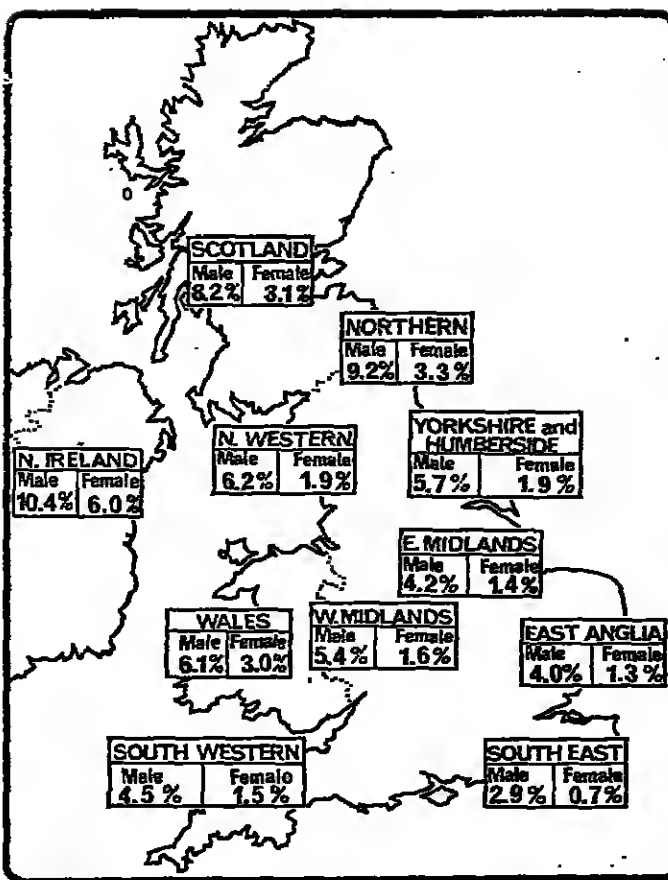 SCOTLAND
Male Female
8.2% 3.1%
NORTHERN
Male Female
9.2% 3.3%
N. WESTERN
Male Female
6.2% 1.9%
YORKSHIRE and
HUMBERSIDE
Male Female
5.7% 1.9%
N. IRELAND
Male Female
10.4% 6.0%
E. MIDLANDS
Male Female
4.2% 1.4%
WALES
Male Female
6.1% 3.0%
W. MIDLANDS
Male Female
5.4% 1.6%
EAST ANGLIA
Male Female
4.0% 1.3%
SOUTH WESTERN
Male Female
4.5% 1.5%
SOUTH EAST
Male Female
2.9% 0.7%